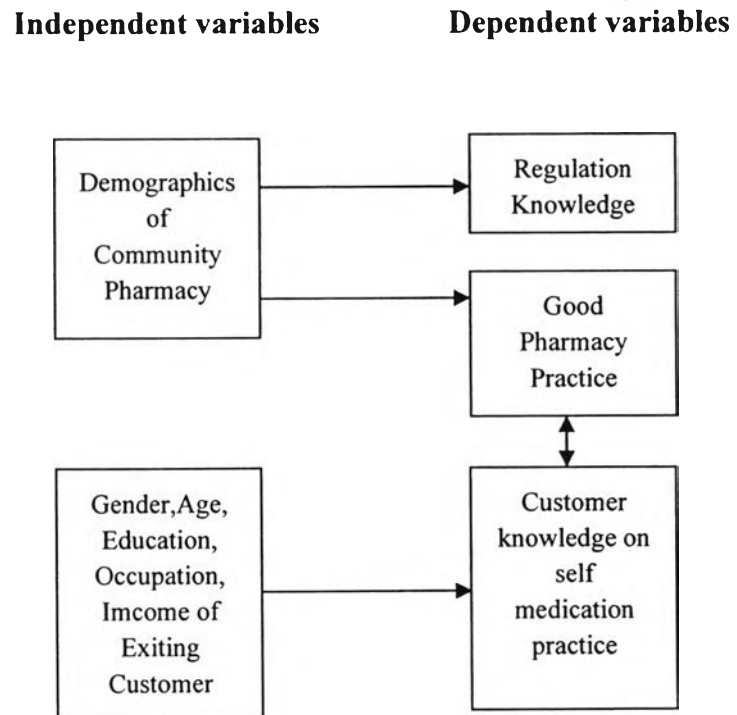 Independent variables
Dependent variables
Demographics
of
Community
Pharmacy
Regulation
Knowledge
Good
Pharmacy
Practice
Gender,Age,
Education,
Occupation,
Imcome of
Exiting
Customer
Customer
knowledge on
self
medication
practice